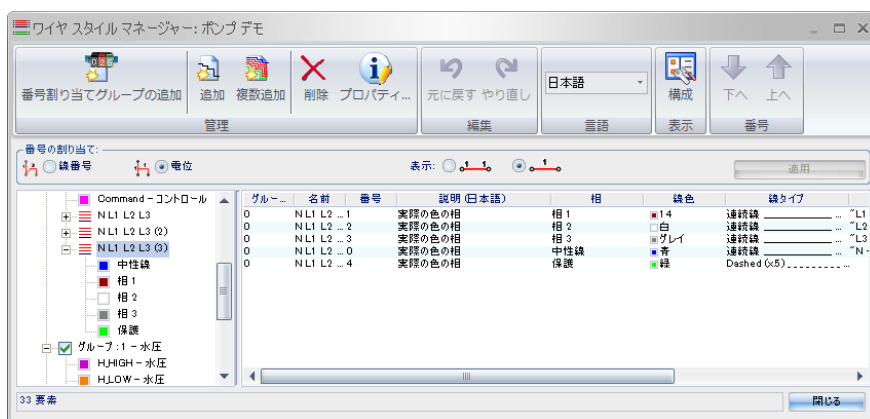 ワイヤ スタイル マネージャー: ポンプ デモ
番号割り当てグループの追加 追加 複数追加 削除 プロパティ... 元に戻す やり直し 日本語 構成 下へ 上へ
管理 編集 言語 表示 番号
番号の割り当て:
線番号 電位 表示: 適用
Command - コントロール
N L1 L2 L3
N L1 L2 L3 (2)
N L1 L2 L3 (3)
中性線
相 1
相 2
相 3
保護
グループ : 1 - 水圧
H_HIGH - 水圧
H_LOW - 水圧
グルー... 名前 番号 説明 (日本語) 相 線色 線タイプ
0 N L1 L2 ... 1 実際の色の相 相 1 14 連続線 ... "L1
0 N L1 L2 ... 2 実際の色の相 相 2 白 連続線 ... "L2
0 N L1 L2 ... 3 実際の色の相 相 3 グレイ 連続線 ... "L3
0 N L1 L2 ... 0 実際の色の相 中性線 青 連続線 ... "N -
0 N L1 L2 ... 4 実際の色の相 保護 緑 Dashed (x5) ...
33 要素 閉じる